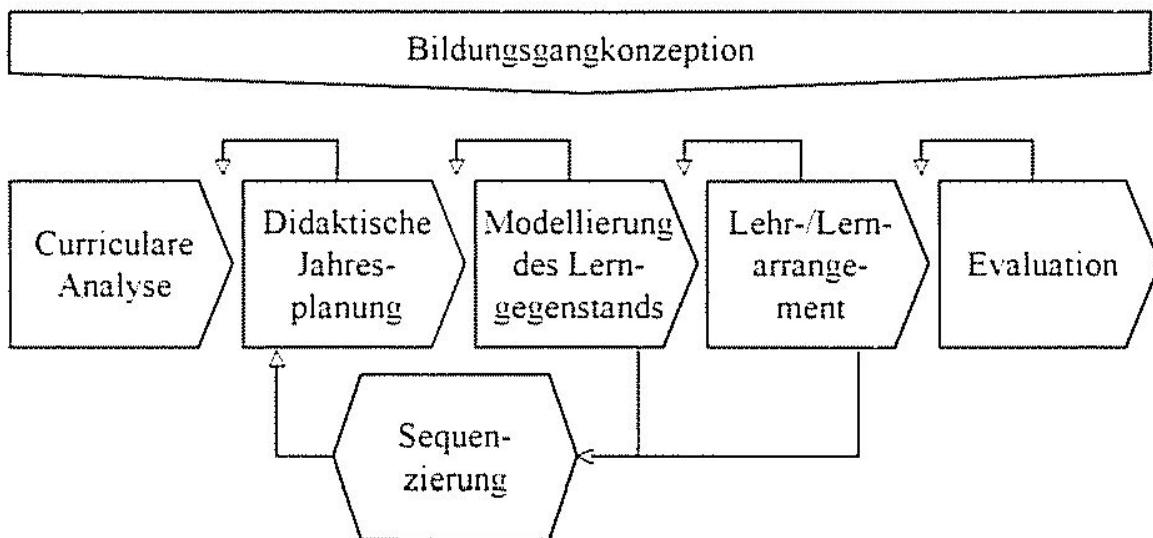 Bildungsgangkonzeption
Curriculare
Analyse
Didaktische
Jahres-
planung
Modellierung
des Lern-
gegenstands
Lehr-/Lern-
arrange-
ment
Evaluation
Sequen-
zierung